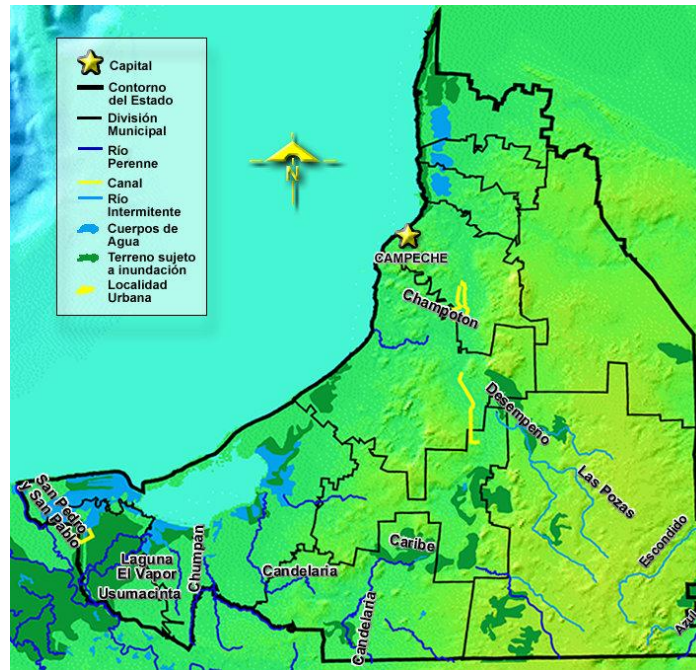 Capital
Contorno
del Estado
División
Municipal
Río
Perenne
Canal
Río
Intermitente
Cuerpos de
Agua
Terreno sujeto
a inundación
Localidad
Urbana
N
CAMPECHE
Champoton
Desempeño
Las Pozas
Escondido
Azul
San Pedro
y San Pablo
Laguna
El Vapor
Usumacinta
Chumpan
Candelaria
Caribe
Candelaria